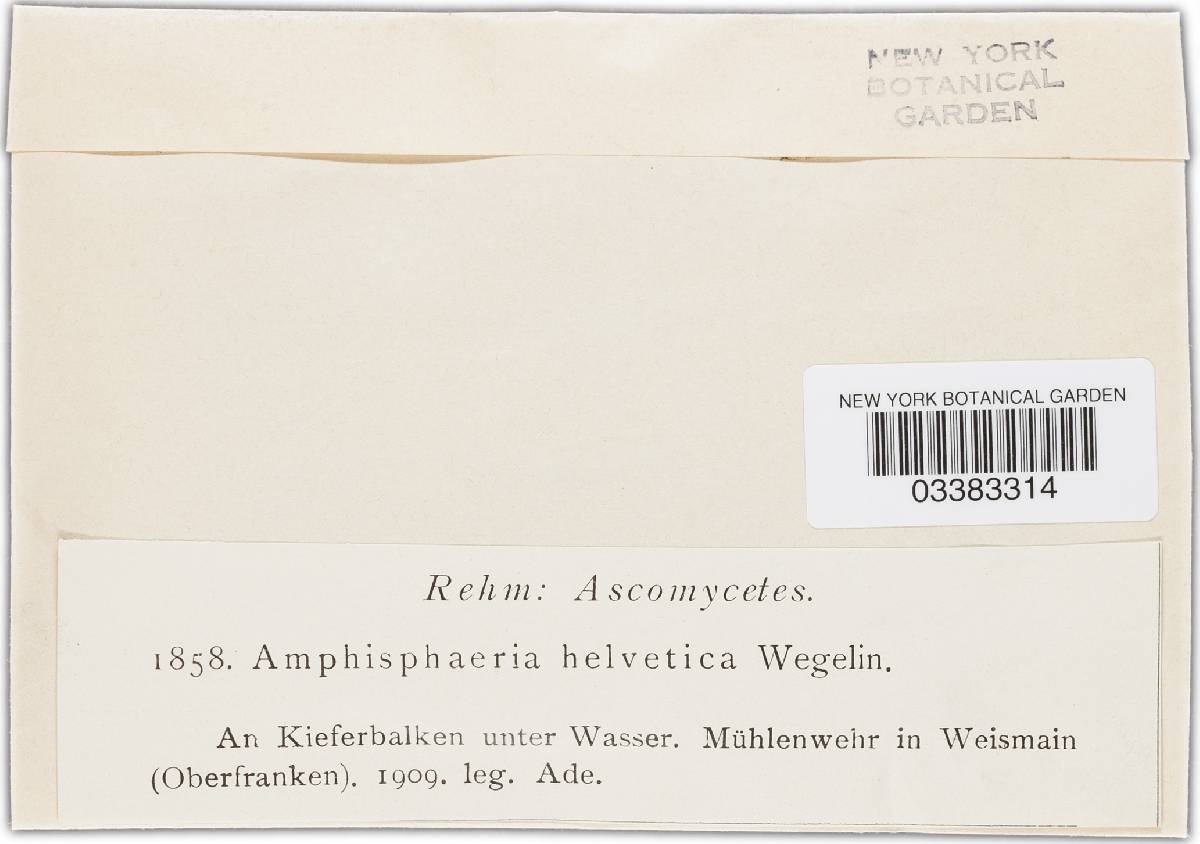 NEW YORK
BOTANICAL
GARDEN
NEW YORK BOTANICAL GARDEN
03383314
Rehm: Ascomycetes.
1858. Amphisphaeria helvetica Wegelin.
An Kieferbalken unter Wasser. Mühlenwehr in Weismain
(Oberfranken). 1909. leg. Ade.